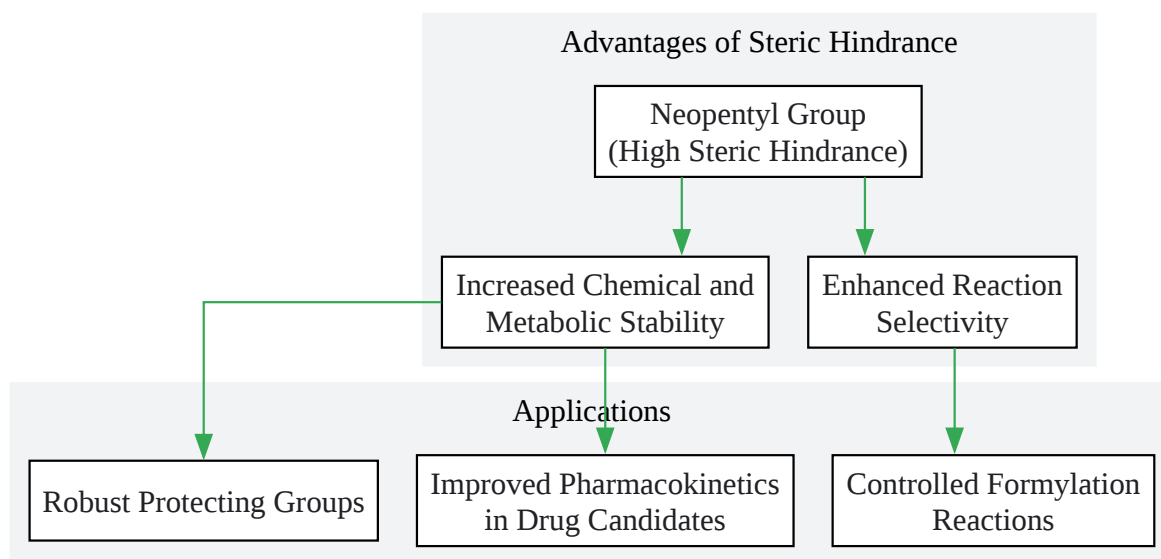 Advantages of Steric Hindrance
Neopentyl Group
(High Steric Hindrance)
Increased Chemical and
Metabolic Stability
Enhanced Reaction
Selectivity
Applications
Robust Protecting Groups
Improved Pharmacokinetics
in Drug Candidates
Controlled Formylation
Reactions